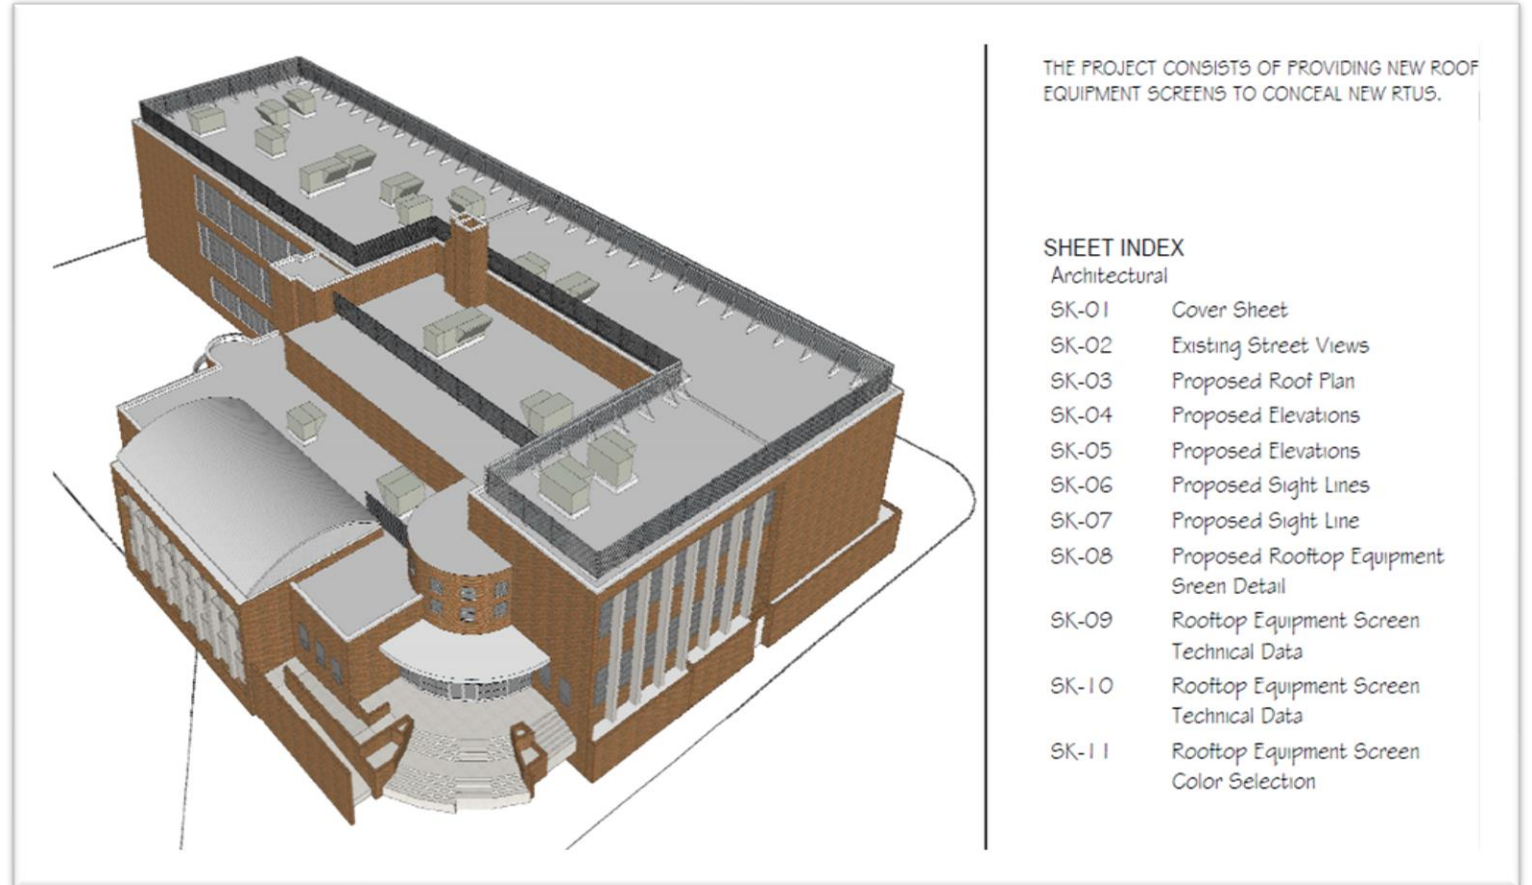 THE PROJECT CONSISTS OF PROVIDING NEW ROOF
EQUIPMENT SCREENS TO CONCEAL NEW RTUS.
SHEET INDEX
Architectural
SK-01 Cover Sheet
SK-02 Existing Street Views
SK-03 Proposed Roof Plan
SK-04 Proposed Elevations
SK-05 Proposed Elevations
SK-06 Proposed Sight Lines
SK-07 Proposed Sight Line
SK-08 Proposed Rooftop Equipment
Sreen Detail
SK-09 Rooftop Equipment Screen
Technical Data
SK-10 Rooftop Equipment Screen
Technical Data
SK-11 Rooftop Equipment Screen
Color Selection